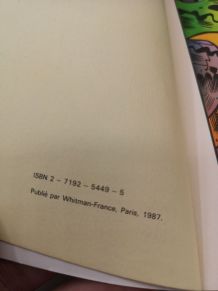 ISBN 2 – 7192 – 5449 – 5
Publié par Whitman-France, Paris, 1987.